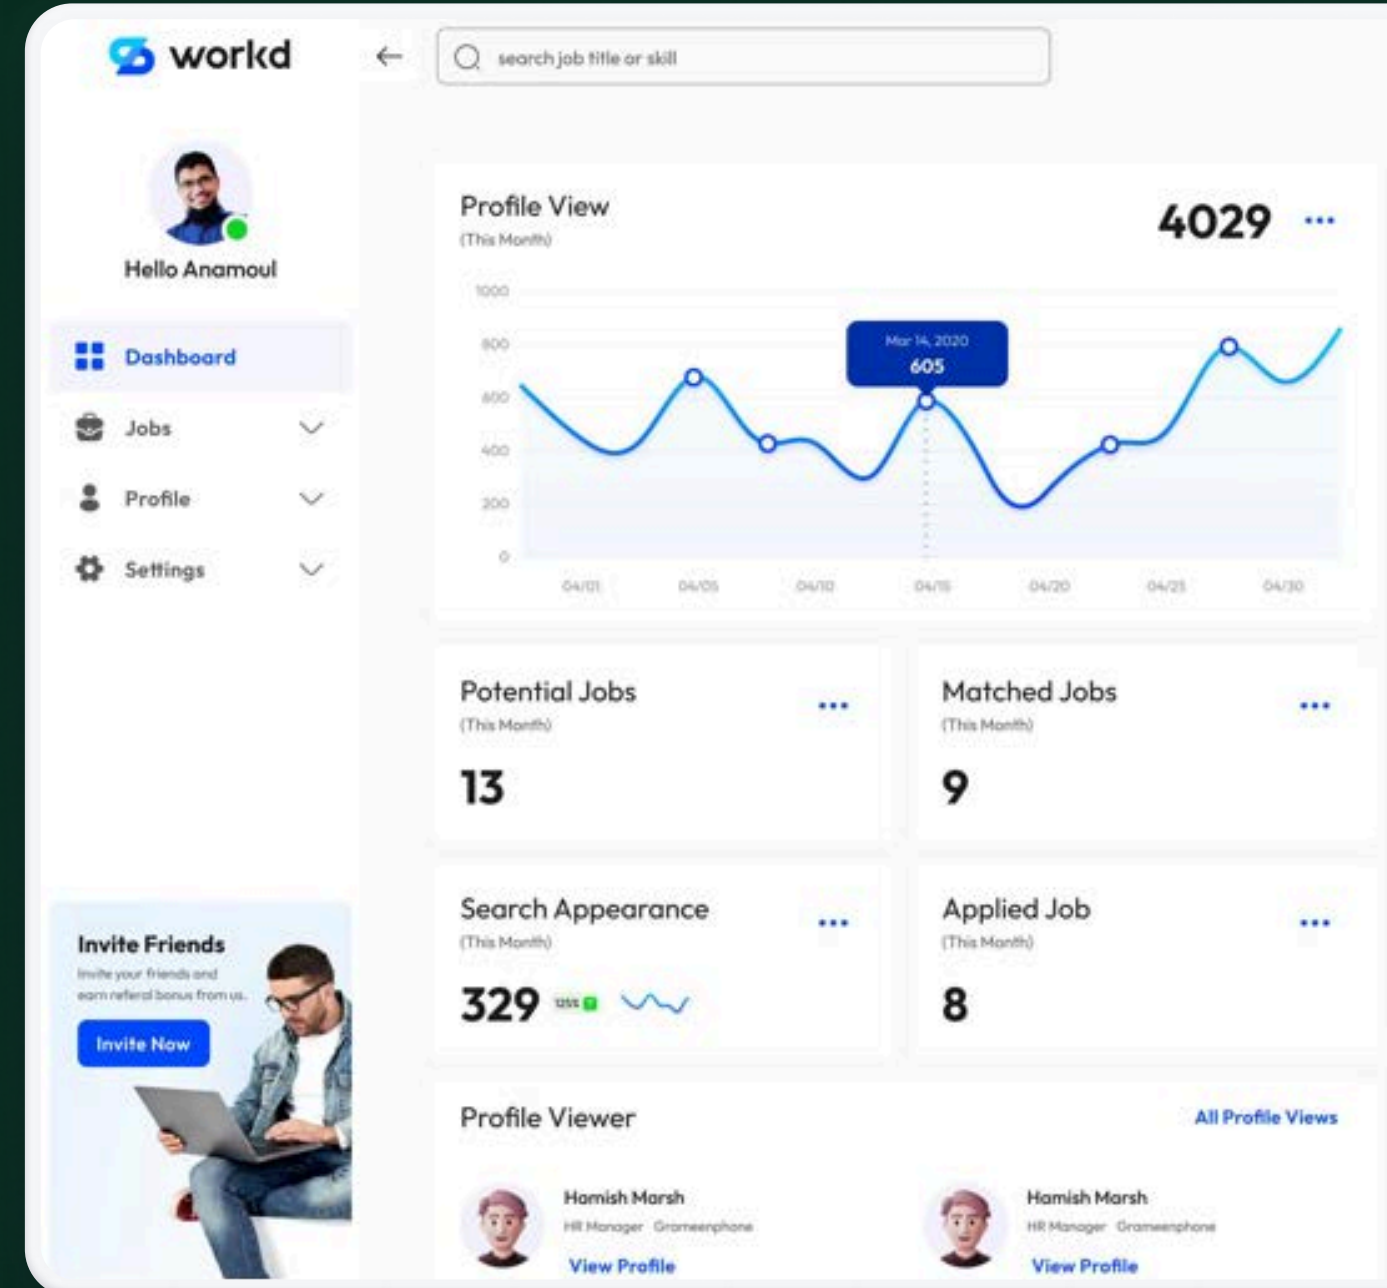 workd
search job title or skill
Hello Anamoul
Dashboard
Jobs
Profile
Settings
Invite Friends
Invite your friends and
earn referal bonus from us.
Invite Now
Profile View
(This Month)
4029
1000
800
600
400
200
0
Mar 14, 2020
605
04/01 04/05 04/10 04/15 04/20 04/25 04/30
Potential Jobs
(This Month)
13
Matched Jobs
(This Month)
9
Search Appearance
(This Month)
329 125%
Applied Job
(This Month)
8
Profile Viewer
All Profile Views
Hamish Marsh
HR Manager Grameenphone
View Profile
Hamish Marsh
HR Manager Grameenphone
View Profile